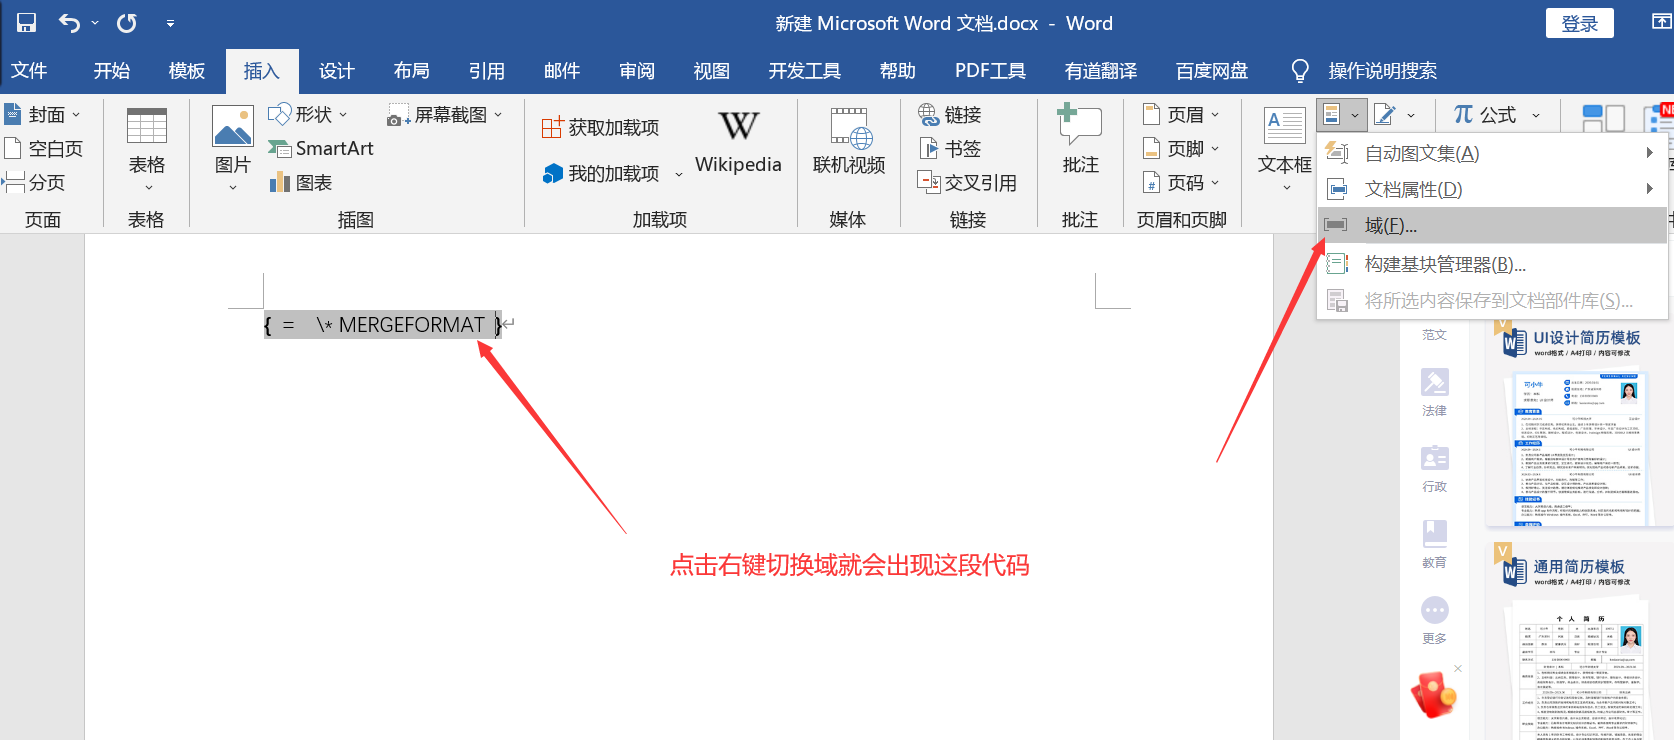 新建 Microsoft Word 文档.docx - Word
登录
文件 开始 模板 插入 设计 布局 引用 邮件 审阅 视图 开发工具 帮助 PDF工具 有道翻译 百度网盘 操作说明搜索
封面
空白页
分页
页面
表格
表格
图片
形状
SmartArt
图表
屏幕截图
插图
获取加载项
我的加载项
W
Wikipedia
加载项
联机视频
媒体
链接
书签
交叉引用
链接
批注
批注
页眉
页脚
页码
页眉和页脚
A
文本框
π 公式
NE
自动图文集(A)
文档属性(D)
域(F)...
构建基块管理器(B)...
将所选内容保存到文档部件库(S)...
{ = \* MERGEFORMAT }
点击右键切换域就会出现这段代码
范文
法律
行政
教育
更多
V
W
UI设计简历模板
word格式 / A4打印 / 内容可修改
可小牛
V
W
通用简历模板
word格式 / A4打印 / 内容可修改
个 人 简 历